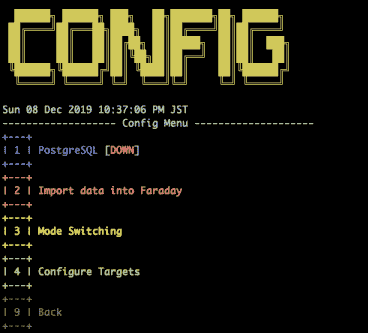 CONFIG
Sun 08 Dec 2019 10:37:06 PM JST
------------------ Config Menu -------------------
+---+
| 1 | PostgreSQL [DOWN]
+---+
+---+
| 2 | Import data into Faraday
+---+
+---+
| 3 | Mode Switching
+---+
+---+
| 4 | Configure Targets
+---+
+---+
| 9 | Back
+---+